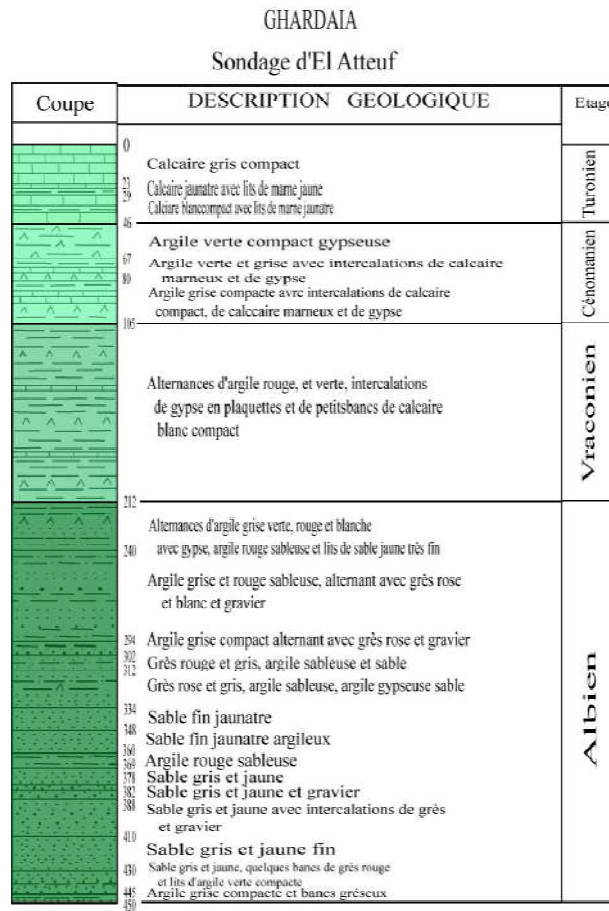 GHARDAIA
Sondage d'El Atteuf
Coupe
DESCRIPTION GEOLOGIQUE
Etage
0
Calcaire gris compact
23
Calcaire jaunatre avec lits de marne jaune
29
Calciare blanccompact avec lits de marne jaunatre
Turonien
46
Argile verte compact gypseuse
67
Argile verte et grise avec intercalations de calcaire
marneux et de gypse
80
Argile grise compacte avrc intercalations de calcaire
compact, de calccaire marneux et de gypse
Cénomanien
105
Alternances d'argile rouge, et verte, intercalations
de gypse en plaquettes et de petitsbancs de calcaire
blanc compact
Vraconien
212
Alternances d'argile grise verte, rouge et blanche
240
avec gypse, argile rouge sableuse et lits de sable jaune très fin
Argile grise et rouge sableuse, alternant avec grès rose
et blanc et gravier
294
Argile grise compact alternant avec grès rose et gravier
302
Grès rouge et gris, argile sableuse et sable
312
Grès rose et gris, argile sableuse, argile gypseuse sable
334
Sable fin jaunatre
348
Sable fin jaunatre argileux
360
Argile rouge sableuse
369
Sable gris et jaune
378
Sable gris et jaune et gravier
382
388
Sable gris et jaune avec intercalations de grès
et gravier
410
Sable gris et jaune fin
430
Sable gris et jaune, quelques bancs de grès rouge
et lits d'argile verte compacte
445
Argile grise compacte et bancs gréseux
450
Albien